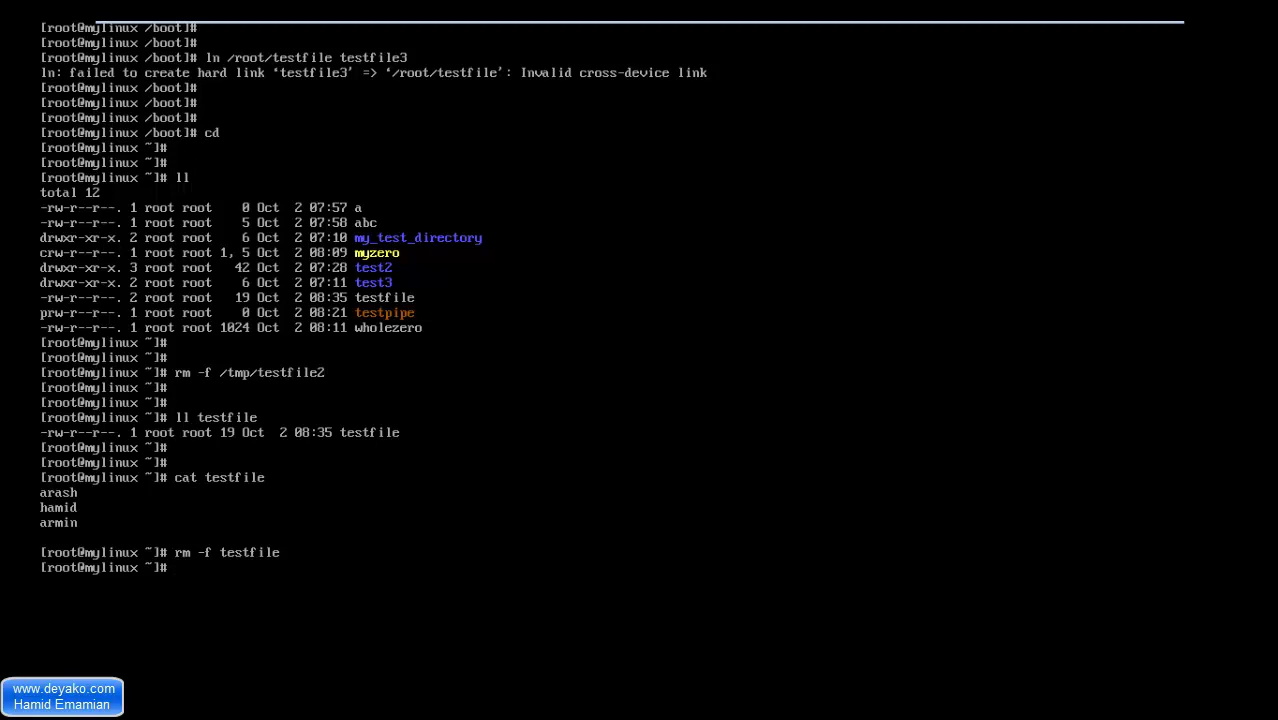 [root@mylinux /boot]#
[root@mylinux /boot]#
[root@mylinux /boot]# ln /root/testfile testfile3
ln: failed to create hard link ‘testfile3’ => ‘/root/testfile’: Invalid cross-device link
[root@mylinux /boot]#
[root@mylinux /boot]#
[root@mylinux /boot]#
[root@mylinux /boot]# cd
[root@mylinux ~]#
[root@mylinux ~]#
[root@mylinux ~]# ll
total 12
-rw-r--r--. 1 root root    0 Oct  2 07:57 a
-rw-r--r--. 1 root root    5 Oct  2 07:58 abc
drwxr-xr-x. 2 root root    6 Oct  2 07:10 my_test_directory
crw-r--r--. 1 root root 1, 5 Oct  2 08:09 myzero
drwxr-xr-x. 3 root root   42 Oct  2 07:28 test2
drwxr-xr-x. 2 root root    6 Oct  2 07:11 test3
-rw-r--r--. 2 root root   19 Oct  2 08:35 testfile
prw-r--r--. 1 root root    0 Oct  2 08:21 testpipe
-rw-r--r--. 1 root root 1024 Oct  2 08:11 wholezero
[root@mylinux ~]#
[root@mylinux ~]#
[root@mylinux ~]# rm -f /tmp/testfile2
[root@mylinux ~]#
[root@mylinux ~]#
[root@mylinux ~]# ll testfile
-rw-r--r--. 1 root root 19 Oct  2 08:35 testfile
[root@mylinux ~]#
[root@mylinux ~]#
[root@mylinux ~]# cat testfile
arash
hamid
armin
[root@mylinux ~]# rm -f testfile
[root@mylinux ~]#
www.deyako.com
Hamid Emamian